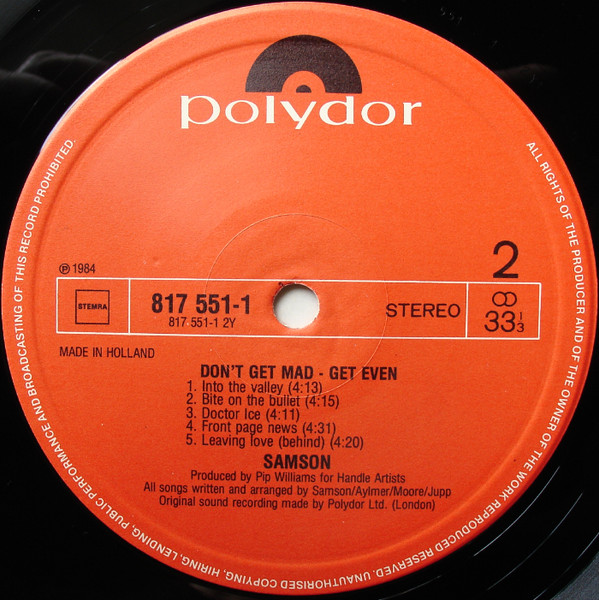 polydor
ALL RIGHTS OF THE PRODUCER AND OF THE OWNER OF THE WORK REPRODUCED RESERVED. UNAUTHORISED COPYING, HIRING, LENDING, PUBLIC PERFORMANCE AND BROADCASTING OF THIS RECORD PROHIBITED.
℗ 1984
2
STEMRA
817 551-1
817 551-1 2Y
STEREO
33 1/3
MADE IN HOLLAND
DON'T GET MAD - GET EVEN
1. Into the valley (4:13)
2. Bite on the bullet (4:15)
3. Doctor Ice (4:11)
4. Front page news (4:31)
5. Leaving love (behind) (4:20)
SAMSON
Produced by Pip Williams for Handle Artists
All songs written and arranged by Samson/Aylmer/Moore/Jupp
Original sound recording made by Polydor Ltd. (London)